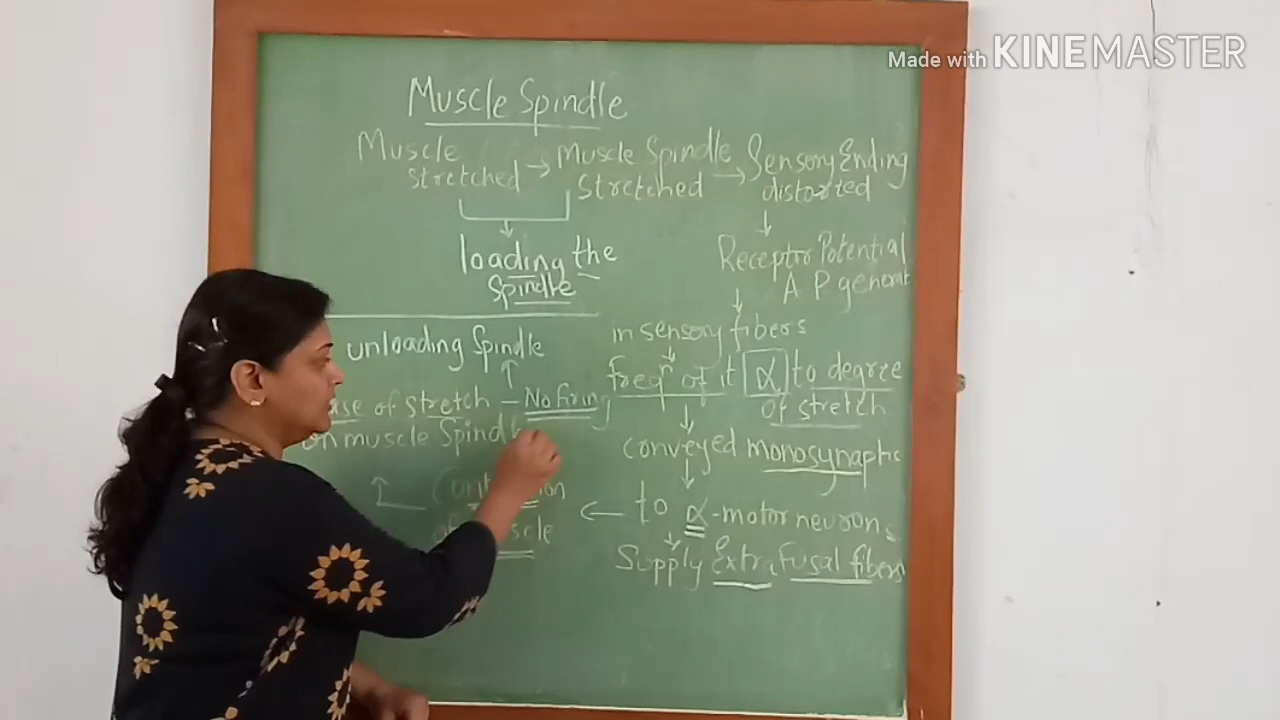 Made with KINEMASTER
Muscle Spindle
Muscle stretched → Muscle Spindle stretched → Sensory Ending distorted
↓
loading the
Spindle
↓
Receptor Potential
A P generat
↓
in sensory fibers
↓
freqⁿ of it α to degree
of stretch
↓
conveyed monosynaptic
↓
to α-motor neurons
↓
Supply Extrafusal fibers
←
of
↑
of stretch – No firing
on muscle Spindle
↑
unloading Spindle